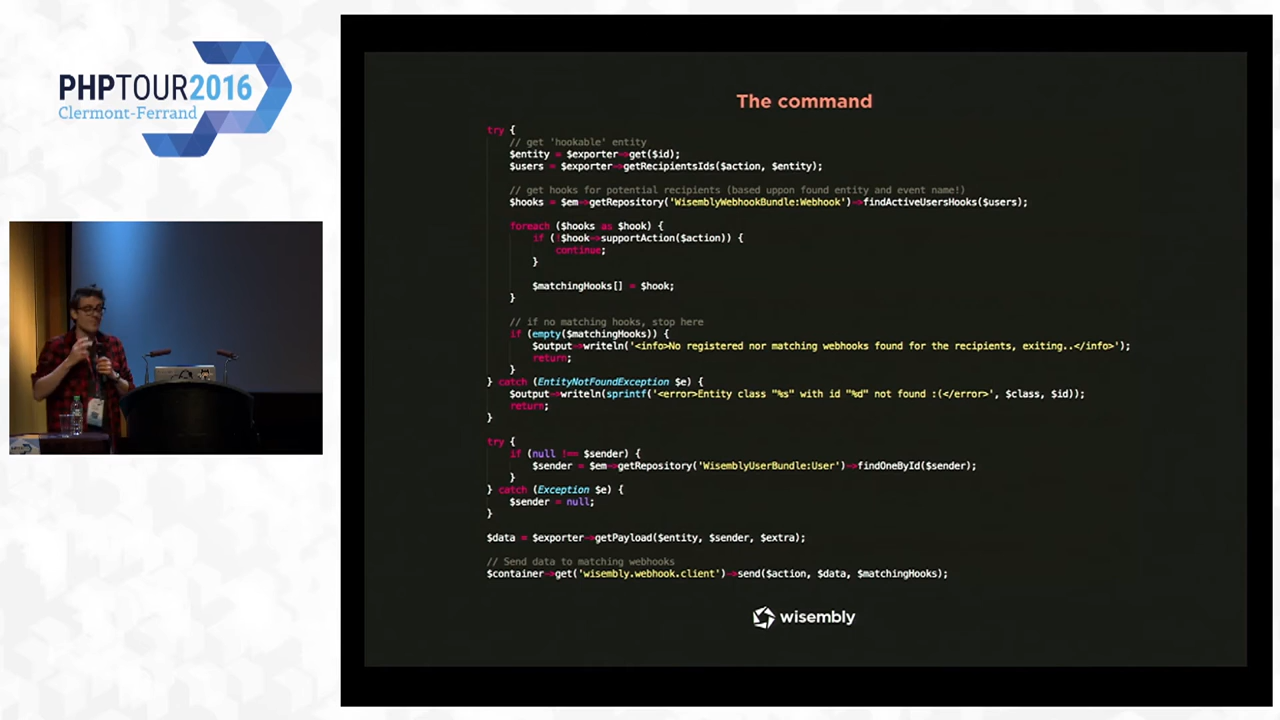 PHPTOUR2016
Clermont-Ferrand
The command
try {
// get 'hookable' entity
$entity = $exporter->get($id);
$users = $exporter->getRecipientsIds($action, $entity);
// get hooks for potential recipients (based uppon found entity and event name!)
$hooks = $em->getRepository('WisemblyWebhookBundle:Webhook')->findActiveUsersHooks($users);
foreach ($hooks as $hook) {
if (!$hook->supportAction($action)) {
continue;
}
$matchingHooks[] = $hook;
}
// if no matching hooks, stop here
if (empty($matchingHooks)) {
$output->writeln('<info>No registered nor matching webhooks found for the recipients, exiting..</info>');
return;
}
} catch (EntityNotFoundException $e) {
$output->writeln(sprintf('<error>Entity class "%s" with id "%d" not found :(</error>', $class, $id));
return;
}
try {
if (null !== $sender) {
$sender = $em->getRepository('WisemblyUserBundle:User')->findOneById($sender);
}
} catch (Exception $e) {
$sender = null;
}
$data = $exporter->getPayload($entity, $sender, $extra);
// Send data to matching webhooks
$container->get('wisembly.webhook.client')->send($action, $data, $matchingHooks);
wisembly